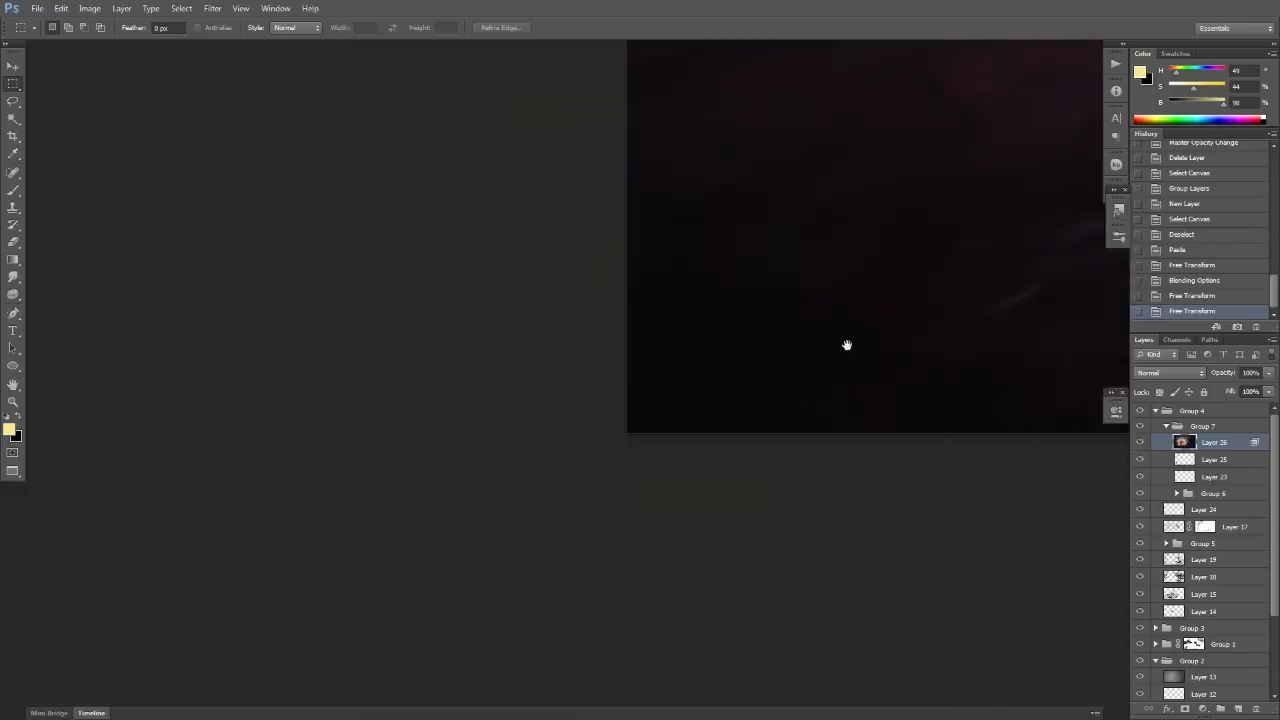 Ps File Edit Image Layer Type Select Filter View Window Help
Feather: 0 px Anti-alias Style: Normal Width: Height: Refine Edge... Essentials
Color Swatches
H 49 °
S 44 %
B 98 %
History
Master Opacity Change
Delete Layer
Select Canvas
Group Layers
New Layer
Select Canvas
Deselect
Paste
Free Transform
Blending Options
Free Transform
Free Transform
Layers Channels Paths
Kind
Normal Opacity: 100%
Lock: Fill: 100%
Group 4
Group 7
Layer 26
Layer 25
Layer 23
Group 6
Layer 24
Layer 17
Group 5
Layer 19
Layer 18
Layer 15
Layer 14
Group 3
Group 1
Group 2
Layer 13
Layer 12
Mini Bridge Timeline